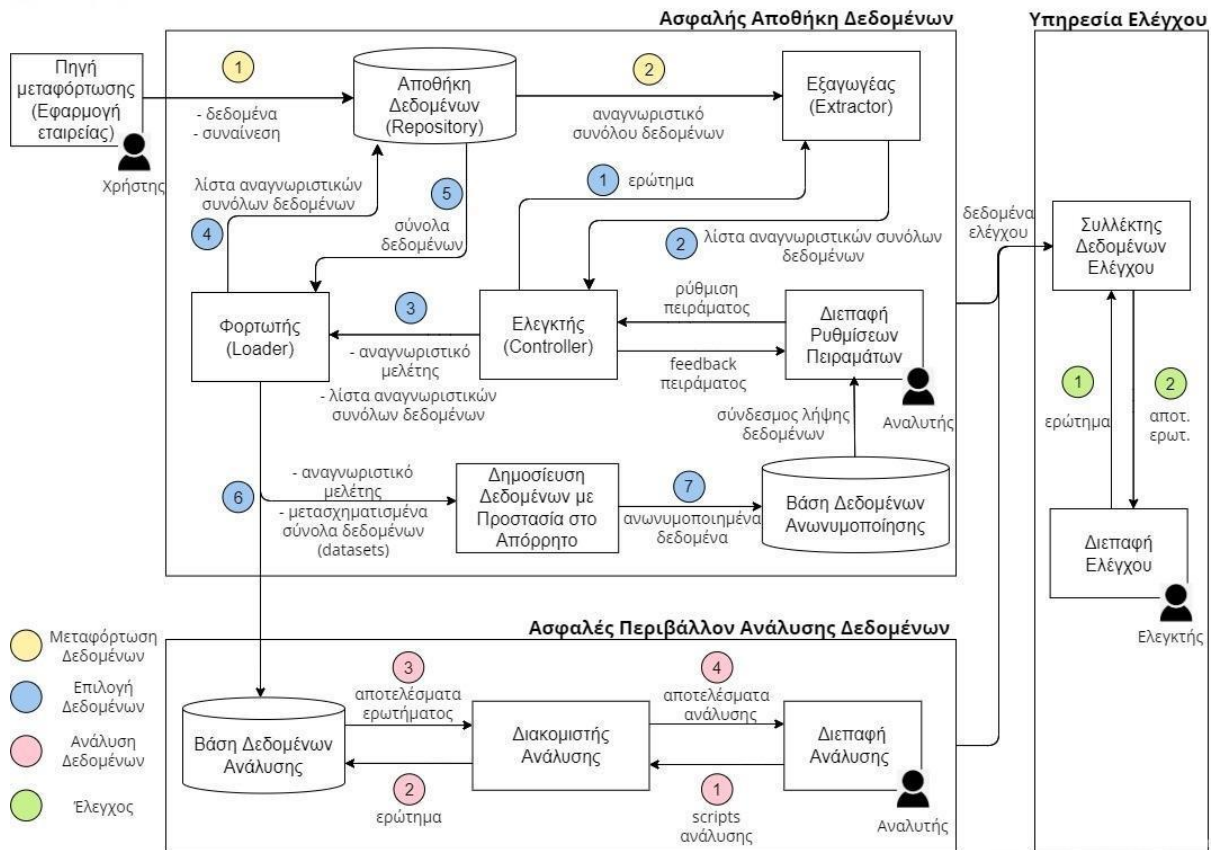 Ασφαλής Αποθήκη Δεδομένων
Υπηρεσία Ελέγχου
Πηγή
μεταφόρτωσης
(Εφαρμογή
εταιρείας)
Χρήστης
1
- δεδομένα
- συναίνεση
Αποθήκη
Δεδομένων
(Repository)
2
αναγνωριστικό
συνόλου δεδομένων
Εξαγωγέας
(Extractor)
λίστα αναγνωριστικών
συνόλων δεδομένων
4
5
σύνολα
δεδομένων
1
ερώτημα
2
λίστα αναγνωριστικών συνόλων
δεδομένων
δεδομένα
ελέγχου
Συλλέκτης
Δεδομένων
Ελέγχου
Φορτωτής
(Loader)
3
- αναγνωριστικό
μελέτης
- λίστα αναγνωριστικών
συνόλων δεδομένων
Ελεγκτής
(Controller)
ρύθμιση
πειράματος
feedback
πειράματος
Διεπαφή
Ρυθμίσεων
Πειραμάτων
Αναλυτής
σύνδεσμος λήψης
δεδομένων
1
ερώτημα
2
αποτ.
ερωτ.
6
- αναγνωριστικό
μελέτης
- μετασχηματισμένα
σύνολα δεδομένων
(datasets)
Δημοσίευση
Δεδομένων με
Προστασία στο
Απόρρητο
7
ανωνυμοποιημένα
δεδομένα
Βάση Δεδομένων
Ανωνυμοποίησης
Διεπαφή
Ελέγχου
Ελεγκτής
Μεταφόρτωση
Δεδομένων
Επιλογή
Δεδομένων
Ανάλυση
Δεδομένων
Έλεγχος
Ασφαλές Περιβάλλον Ανάλυσης Δεδομένων
Βάση Δεδομένων
Ανάλυσης
3
αποτελέσματα
ερωτήματος
2
ερώτημα
Διακομιστής
Ανάλυσης
4
αποτελέσματα
ανάλυσης
1
scripts
ανάλυσης
Διεπαφή
Ανάλυσης
Αναλυτής